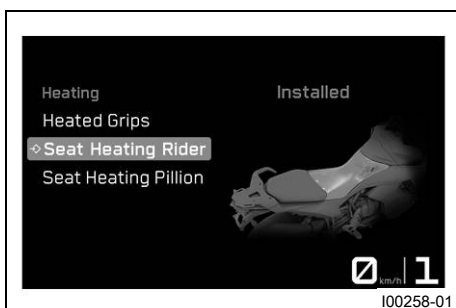 Heating
Installed
Heated Grips
Seat Heating Rider
Seat Heating Pillion
0 km/h 1
I00258-01